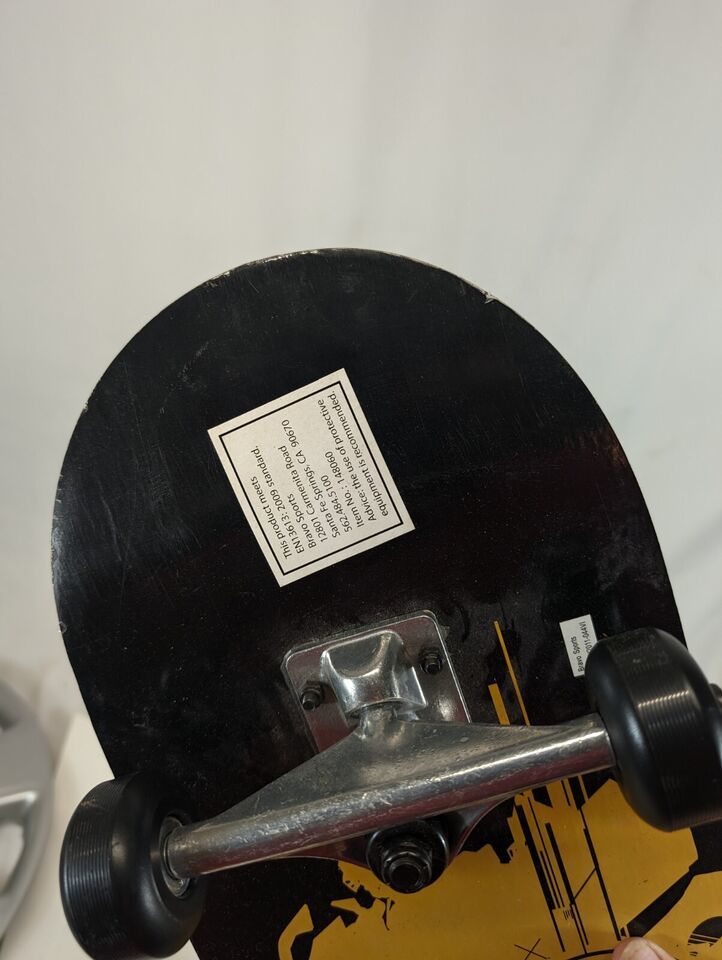 This product meets
EN13613: 2009 standard.
Bravo Sports
12801 Carmenita Road
Santa Fe Springs, CA 90670
562.484.5100
Item No.: 148060
Advice: the use of protective
equipment is recommended.
Bravo Sports